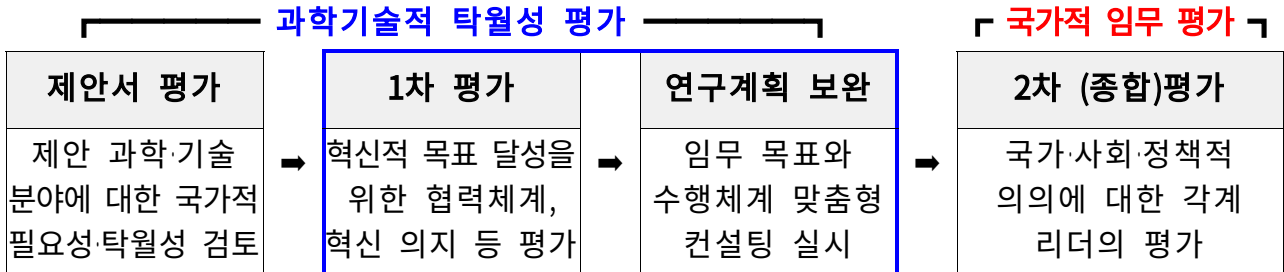 과학기술적 탁월성 평가
국가적 임무 평가
제안서 평가
제안 과학·기술
분야에 대한 국가적
필요성·탁월성 검토
➡
1차 평가
혁신적 목표 달성을
위한 협력체계,
혁신 의지 등 평가
➡
연구계획 보완
임무 목표와
수행체계 맞춤형
컨설팅 실시
➡
2차 (종합)평가
국가·사회·정책적
의의에 대한 각계
리더의 평가